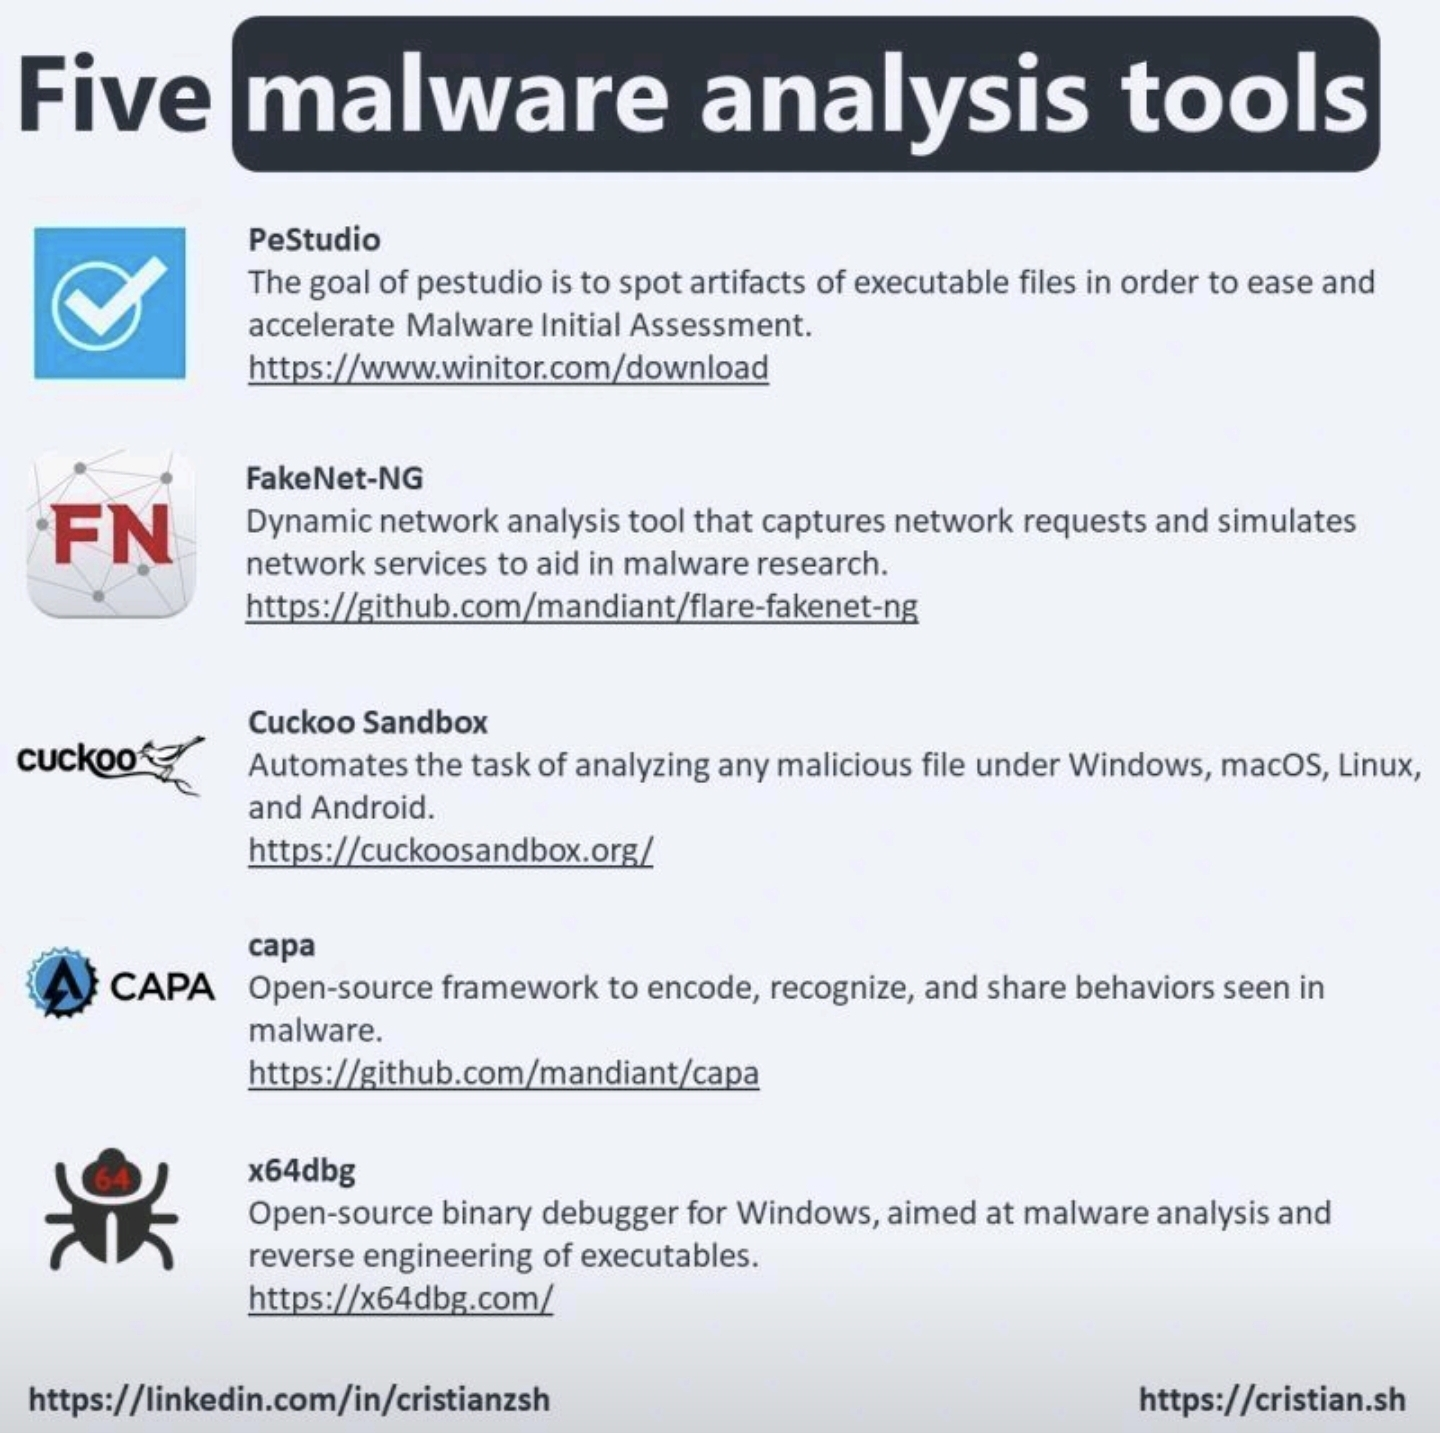 Five malware analysis tools
PeStudio
The goal of pestudio is to spot artifacts of executable files in order to ease and
accelerate Malware Initial Assessment.
https://www.winitor.com/download
FN
FakeNet-NG
Dynamic network analysis tool that captures network requests and simulates
network services to aid in malware research.
https://github.com/mandiant/flare-fakenet-ng
cuckoo
Cuckoo Sandbox
Automates the task of analyzing any malicious file under Windows, macOS, Linux,
and Android.
https://cuckoosandbox.org/
CAPA
capa
Open-source framework to encode, recognize, and share behaviors seen in
malware.
https://github.com/mandiant/capa
64
x64dbg
Open-source binary debugger for Windows, aimed at malware analysis and
reverse engineering of executables.
https://x64dbg.com/
https://linkedin.com/in/cristianzsh
https://cristian.sh